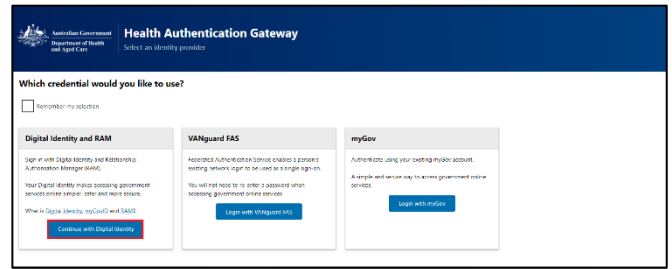 Australian Government
Department of Health
and Aged Care
Health Authentication Gateway
Select an identity provider
Which credential would you like to use?
Remember my selection
Digital Identity and RAM
Sign in with Digital Identity and Relationship
Authorisation Manager (RAM).
Your Digital Identity makes accessing government
services online simpler, safer and more secure.
What is Digital Identity, myGovID and RAM?
Continue with Digital Identity
VANguard FAS
Federated Authentication Service enables a person's
existing network login to be used as a single sign-on.
You will not need to re-enter a password when
accessing government online services.
Login with VANguard FAS
myGov
Authenticate using your existing myGov account.
A simple and secure way to access government online
services.
Login with myGov